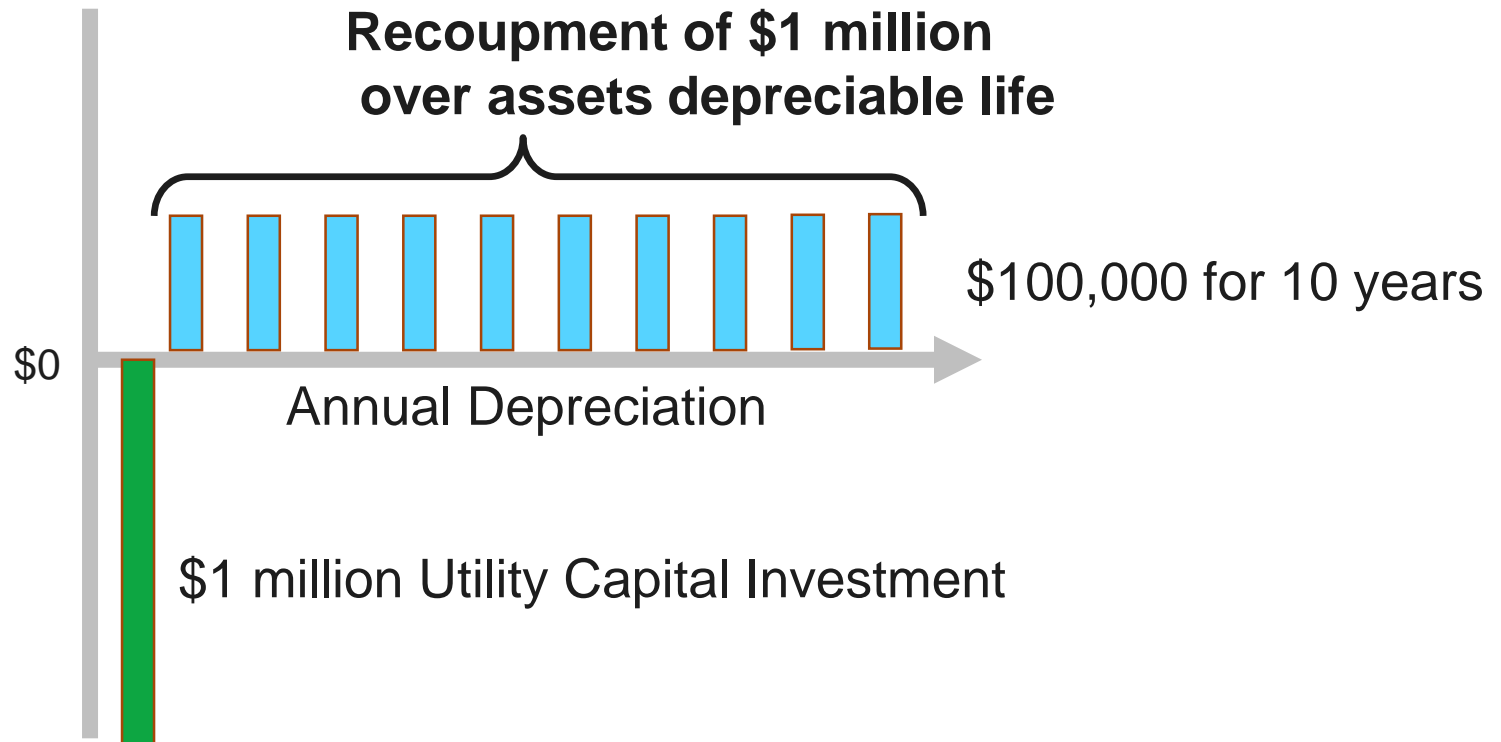 Recoupment of $1 million
over assets depreciable life
$100,000 for 10 years
$0
Annual Depreciation
$1 million Utility Capital Investment